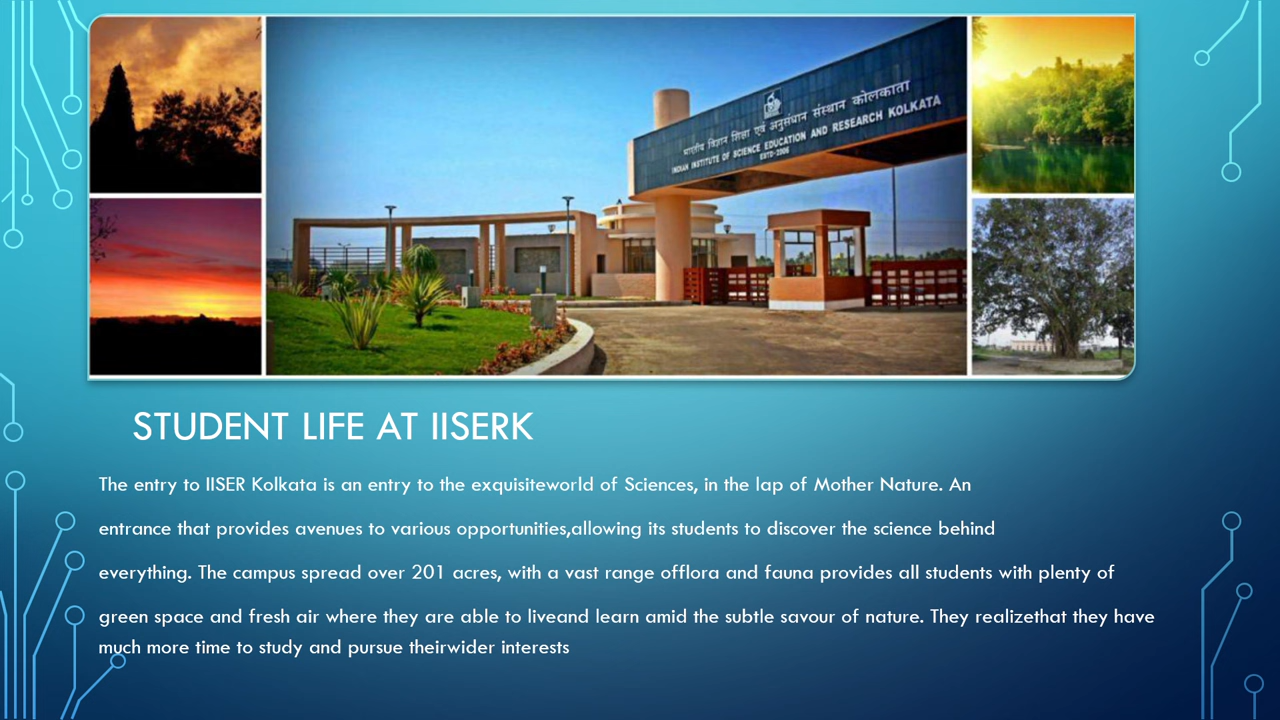 भारतीय विज्ञान शिक्षा एवं अनुसंधान संस्थान कोलकाता
INDIAN INSTITUTE OF SCIENCE EDUCATION AND RESEARCH KOLKATA
ESTD-2006
STUDENT LIFE AT IISERK
The entry to IISER Kolkata is an entry to the exquisiteworld of Sciences, in the lap of Mother Nature. An
entrance that provides avenues to various opportunities,allowing its students to discover the science behind
everything. The campus spread over 201 acres, with a vast range offlora and fauna provides all students with plenty of
green space and fresh air where they are able to liveand learn amid the subtle savour of nature. They realizethat they have
much more time to study and pursue theirwider interests